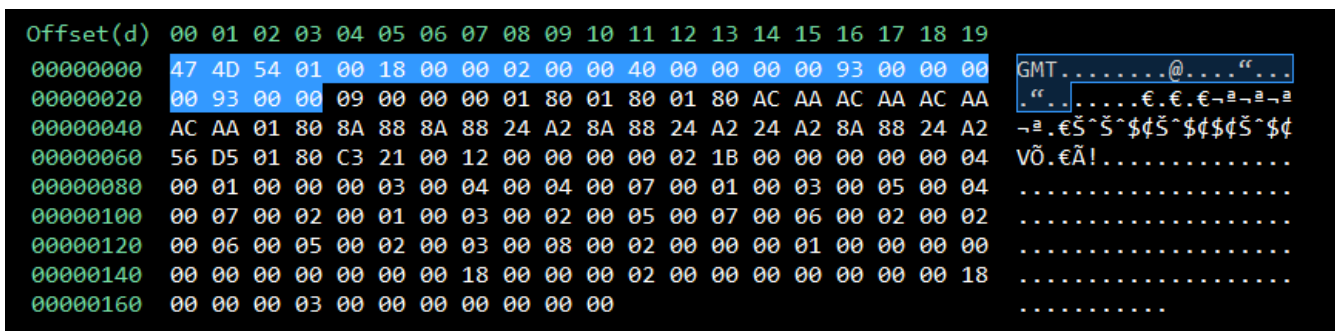 Offset(d) 00 01 02 03 04 05 06 07 08 09 10 11 12 13 14 15 16 17 18 19
00000000 47 4D 54 01 00 18 00 00 02 00 00 40 00 00 00 00 93 00 00 00 GMT........@....“...
00000020 00 93 00 00 09 00 00 00 01 80 01 80 01 80 AC AA AC AA AC AA .“.......€.€.€¬ª¬ª¬ª
00000040 AC AA 01 80 8A 88 8A 88 24 A2 8A 88 24 A2 24 A2 8A 88 24 A2 ¬ª.€ŠˆŠˆ$¢Šˆ$¢$¢Šˆ$¢
00000060 56 D5 01 80 C3 21 00 12 00 00 00 00 02 1B 00 00 00 00 00 04 VÕ.€Ã!..............
00000080 00 01 00 00 00 03 00 04 00 04 00 07 00 01 00 03 00 05 00 04 ....................
00000100 00 07 00 02 00 01 00 03 00 02 00 05 00 07 00 06 00 02 00 02 ....................
00000120 00 06 00 05 00 02 00 03 00 08 00 02 00 00 00 01 00 00 00 00 ....................
00000140 00 00 00 00 00 00 00 18 00 00 00 02 00 00 00 00 00 00 00 18 ....................
00000160 00 00 00 03 00 00 00 00 00 00 00 ...........